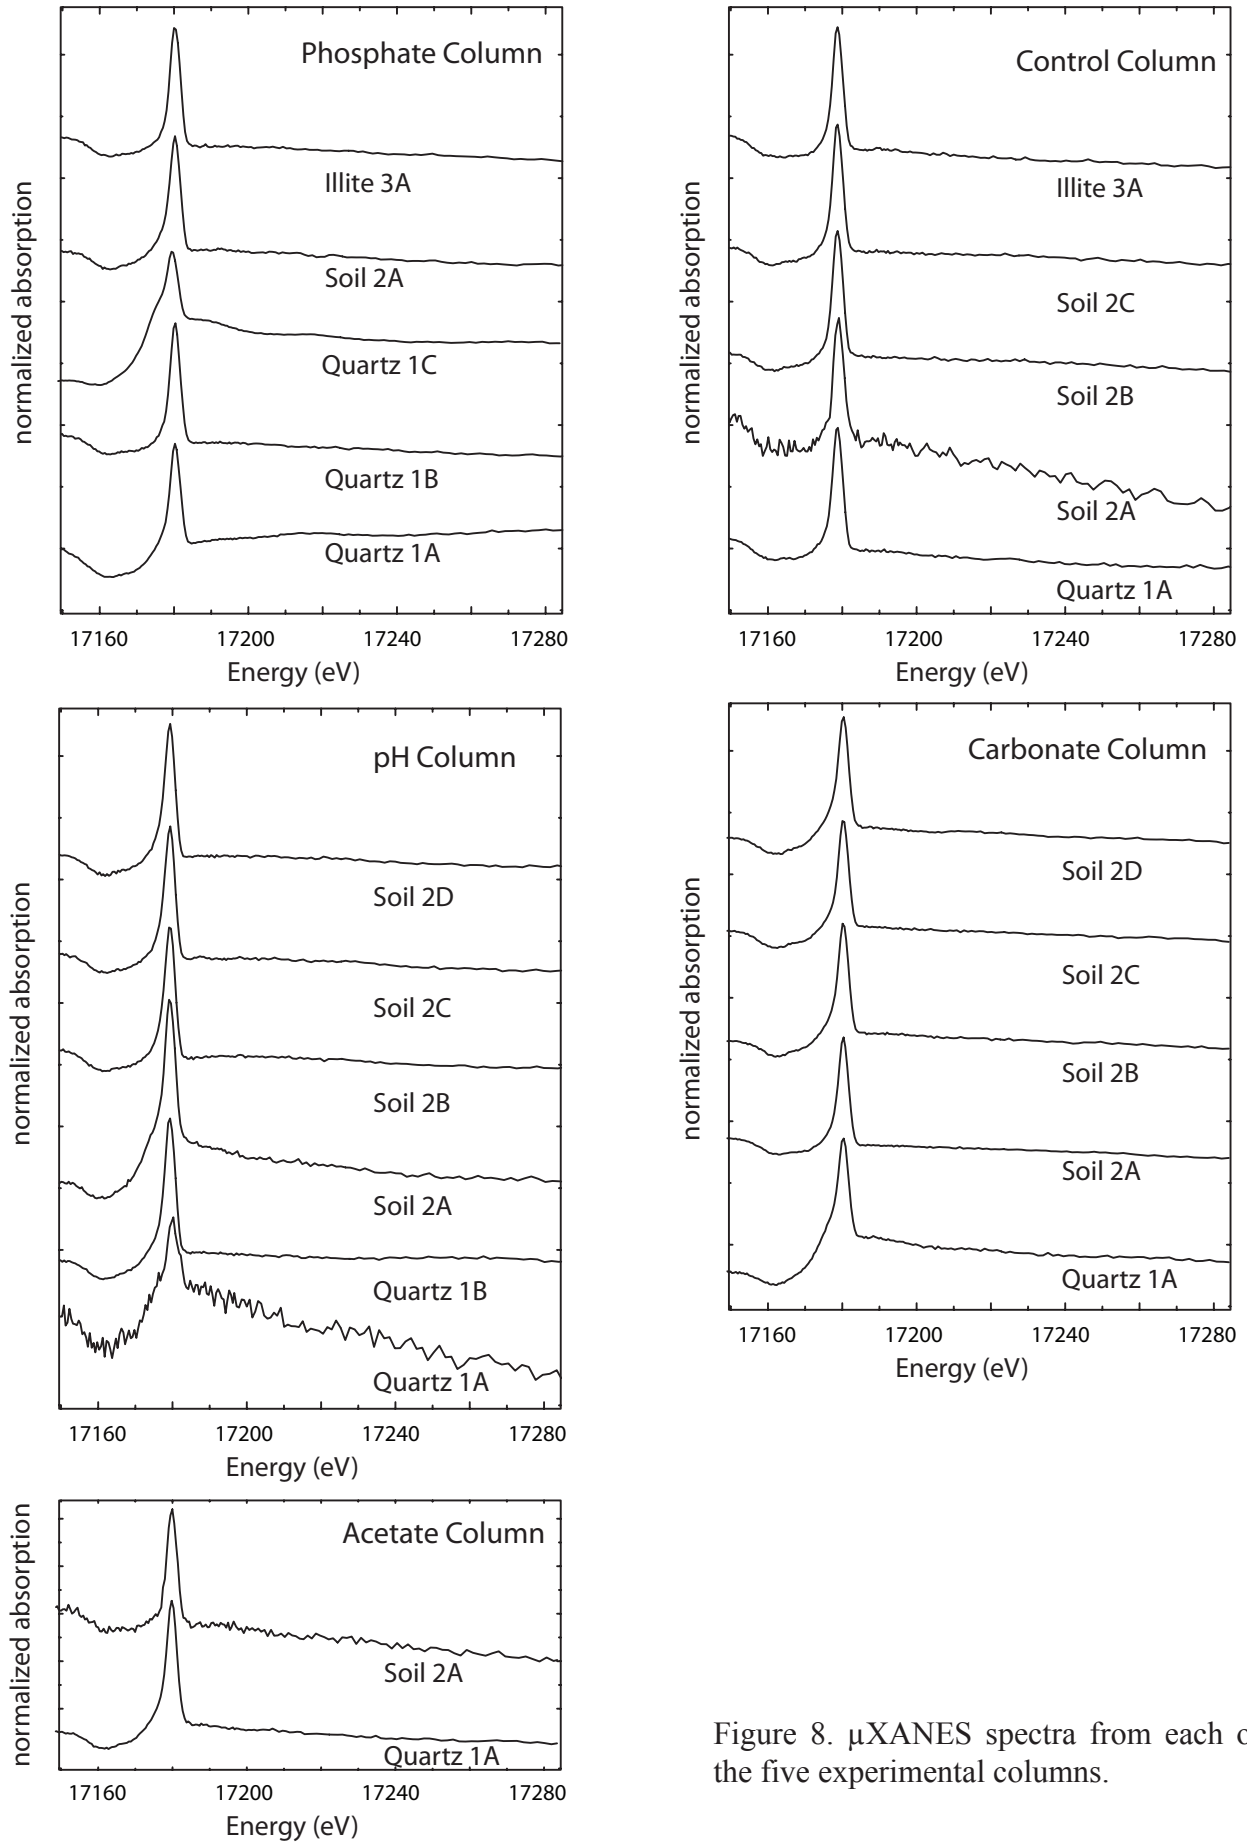 Phosphate Column
normalized absorption
Illite 3A
Soil 2A
Quartz 1C
Quartz 1B
Quartz 1A
17160 17200 17240 17280
Energy (eV)
Control Column
normalized absorption
Illite 3A
Soil 2C
Soil 2B
Soil 2A
Quartz 1A
17160 17200 17240 17280
Energy (eV)
pH Column
normalized absorption
Soil 2D
Soil 2C
Soil 2B
Soil 2A
Quartz 1B
Quartz 1A
17160 17200 17240 17280
Energy (eV)
Carbonate Column
normalized absorption
Soil 2D
Soil 2C
Soil 2B
Soil 2A
Quartz 1A
17160 17200 17240 17280
Energy (eV)
Acetate Column
normalized absorption
Soil 2A
Quartz 1A
17160 17200 17240 17280
Energy (eV)
Figure 8. µXANES spectra from each o
the five experimental columns.